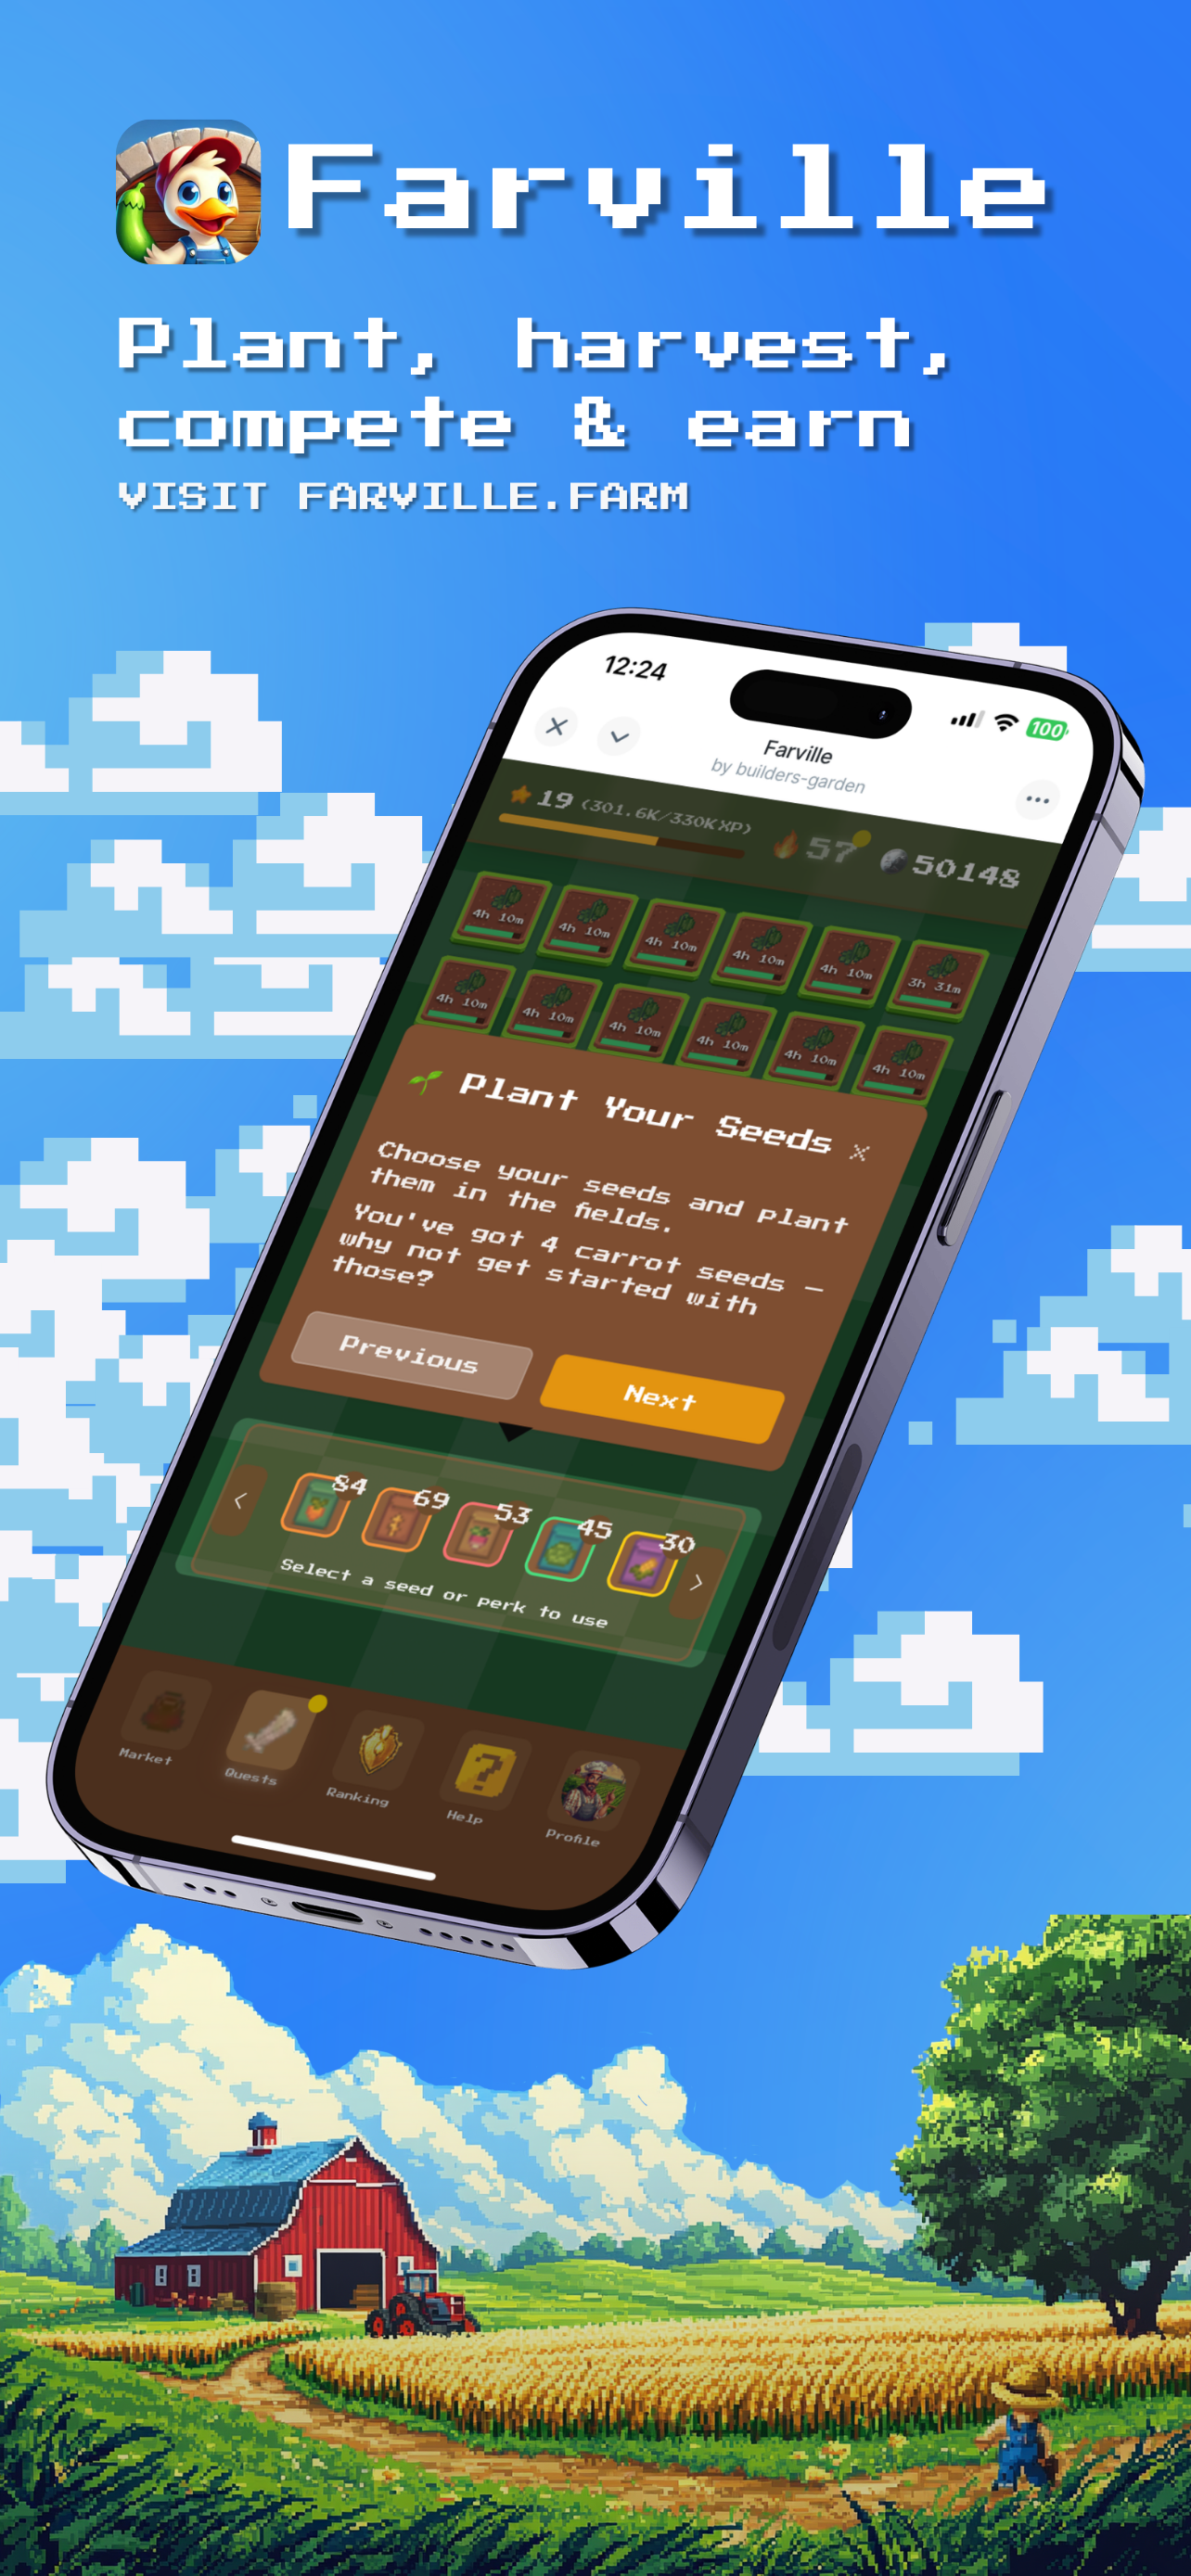 Farville
Plant, harvest,
compete & earn
VISIT FARVILLE.FARM
12:24
100
Farville
by builders-garden
19 (301.6K/330K XP)
57
50148
4h 10m
4h 10m
4h 10m
4h 10m
4h 10m
3h 31m
4h 10m
4h 10m
4h 10m
4h 10m
4h 10m
4h 10m
Plant Your Seeds
Choose your seeds and plant
them in the fields.
You've got 4 carrot seeds –
why not get started with
those?
Previous
Next
84
69
53
45
30
Select a seed or perk to use
Market
Quests
Ranking
Help
Profile